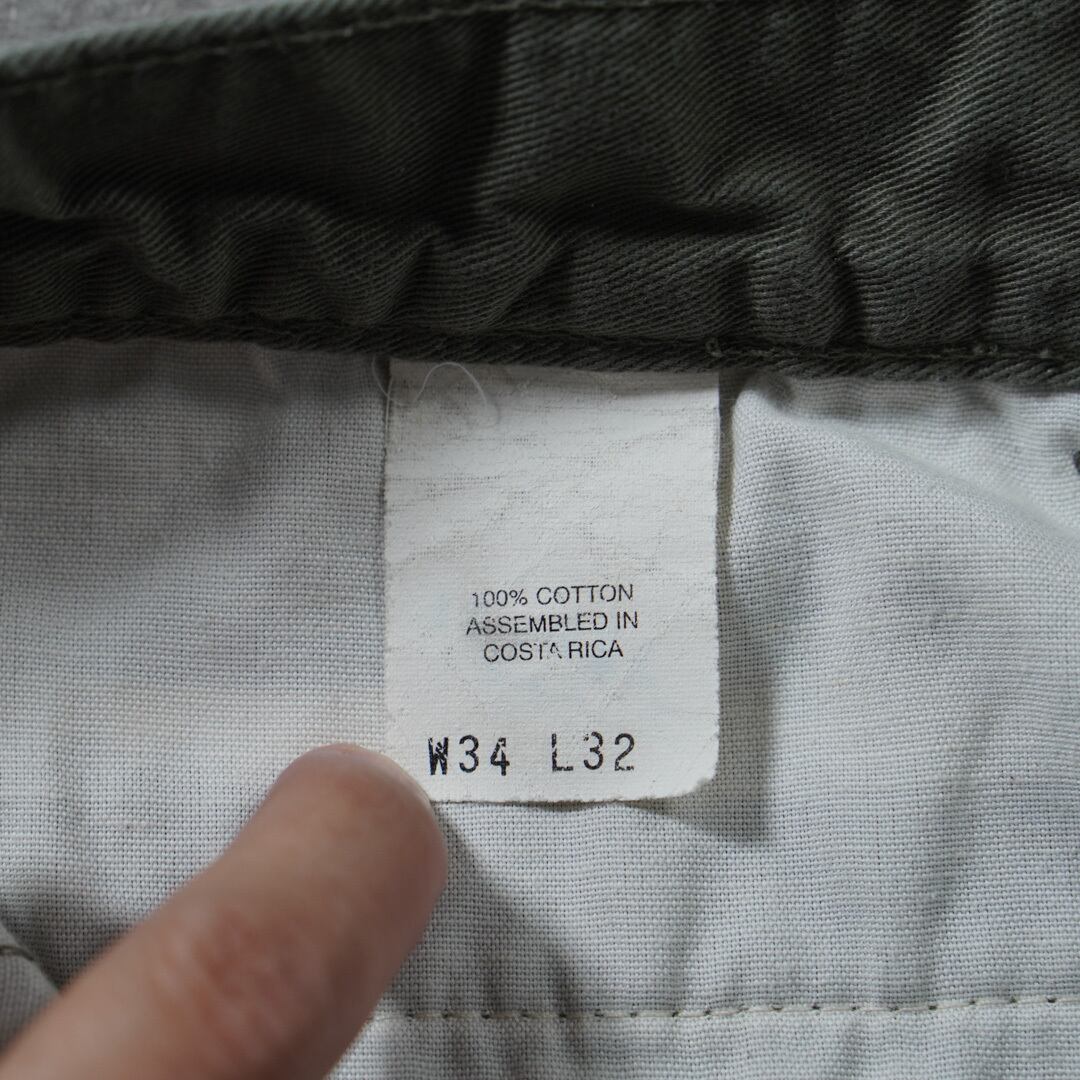 100% COTTON
ASSEMBLED IN
COSTA RICA
W34 L32